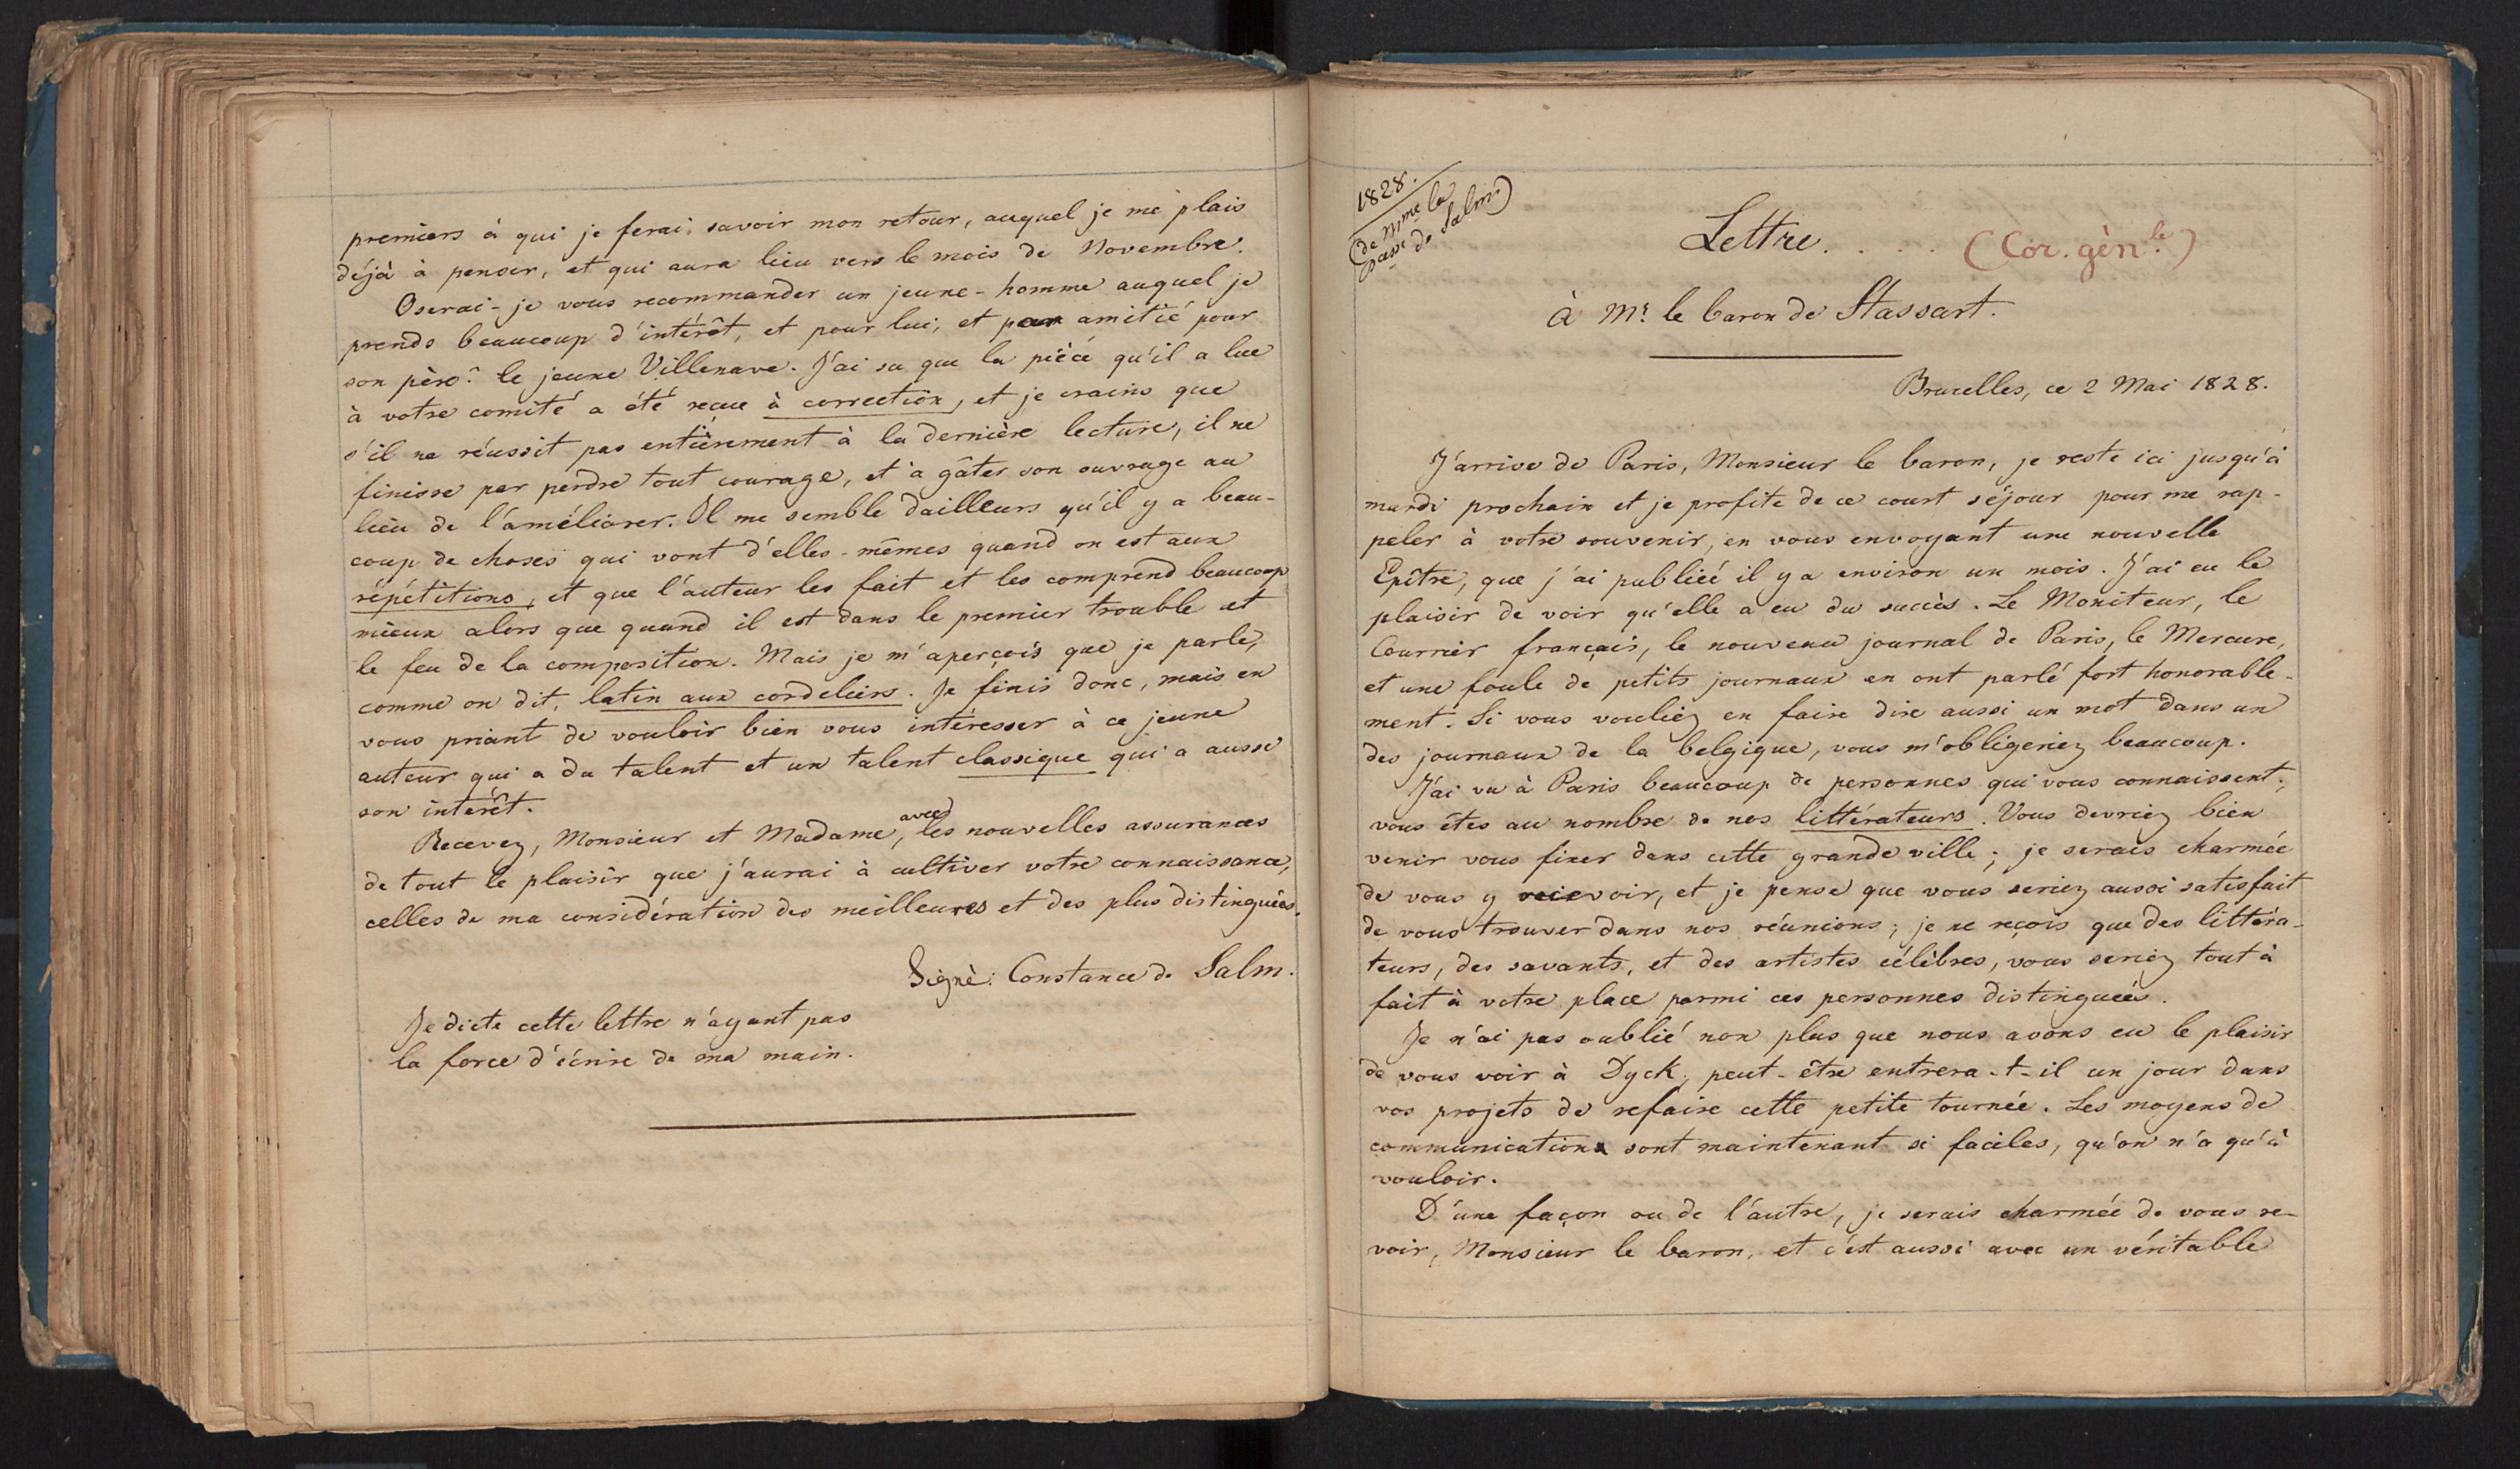 premiers à qui je ferai savoir mon retour, auquel je me plais
déjà à penser, et qui aura lieu vers le mois de Novembre.
Oserai-je vous recommander un jeune-homme auquel je
prends beaucoup d'intérêt, et pour lui, et par amitié pour
son père: le jeune Villenave. J'ai su que la pièce qu'il a lue
à votre comité a été reçue à correction, et je crains que
s'il ne réussit pas entièrement à la dernière lecture, il ne
finisse par perdre tout courage, et à gâter son ouvrage au
lieu de l'améliorer. Il me semble dailleurs qu'il y a beau-
coup de choses qui vont d'elles-mêmes quand on est aux
répétitions, et que l'auteur les fait et les comprend beaucoup
mieux alors que quand il est dans le premier trouble et
le feu de la composition. Mais je m'aperçois que je parle,
comme on dit, latin aux cordeliers. Je finis donc, mais en
vous priant de vouloir bien vous intéresser à ce jeune
auteur qui a du talent et un talent classique qui a aussi
son intérêt.
Recevez, Monsieur et Madame, avec les nouvelles assurances
de tout le plaisir que j'aurai à cultiver votre connaissance,
celles de ma considération des meilleures et des plus distinguées.
Signé: Constance de Salm.
Je dicte cette lettre n'ayant pas
la force d'écrire de ma main.
1828.
(de Mme la
Psse de Salm)
Lettre. . . . (Cor. gènle.)
à Mr. le baron de Stassart.
Bruxelles, ce 2 Mai 1828.
J'arrive de Paris, Monsieur le baron, je reste ici jusqu'à
mardi prochain et je profite de ce court séjour pour me rap-
peler à votre souvenir, en vous envoyant une nouvelle
Epître, que j'ai publiée il y a environ un mois. J'ai eu le
plaisir de voir qu'elle a eu du succès. Le Moniteur, le
Courrier français, le nouveau journal de Paris, le Mercure,
et une foule de petits journaux en ont parlé fort honorable-
ment. Si vous vouliez en faire dire aussi un mot dans un
des journaux de la belgique, vous m'obligeriez beaucoup.
J'ai vu à Paris beaucoup de personnes qui vous connaissent;
vous êtes au nombre de nos littérateurs. Vous devriez bien
venir vous fixer dans cette grande ville; je serais charmée
de vous y recevoir, et je pense que vous seriez aussi satisfait
de vous trouver dans nos réunions; je ne reçois que des littéra-
teurs, des savants, et des artistes célèbres, vous seriez tout à
fait à votre place parmi ces personnes distinguées.
Je n'ai pas oublié non plus que nous avons eu le plaisir
de vous voir à Dyck; peut-être entrera-t-il un jour dans
vos projets de refaire cette petite tournée. Les moyens de
communication sont maintenant si faciles, qu'on n'a qu'à
vouloir.
D'une façon ou de l'autre, je serais charmée de vous re-
voir, Monsieur le baron, et c'est aussi avec un véritable